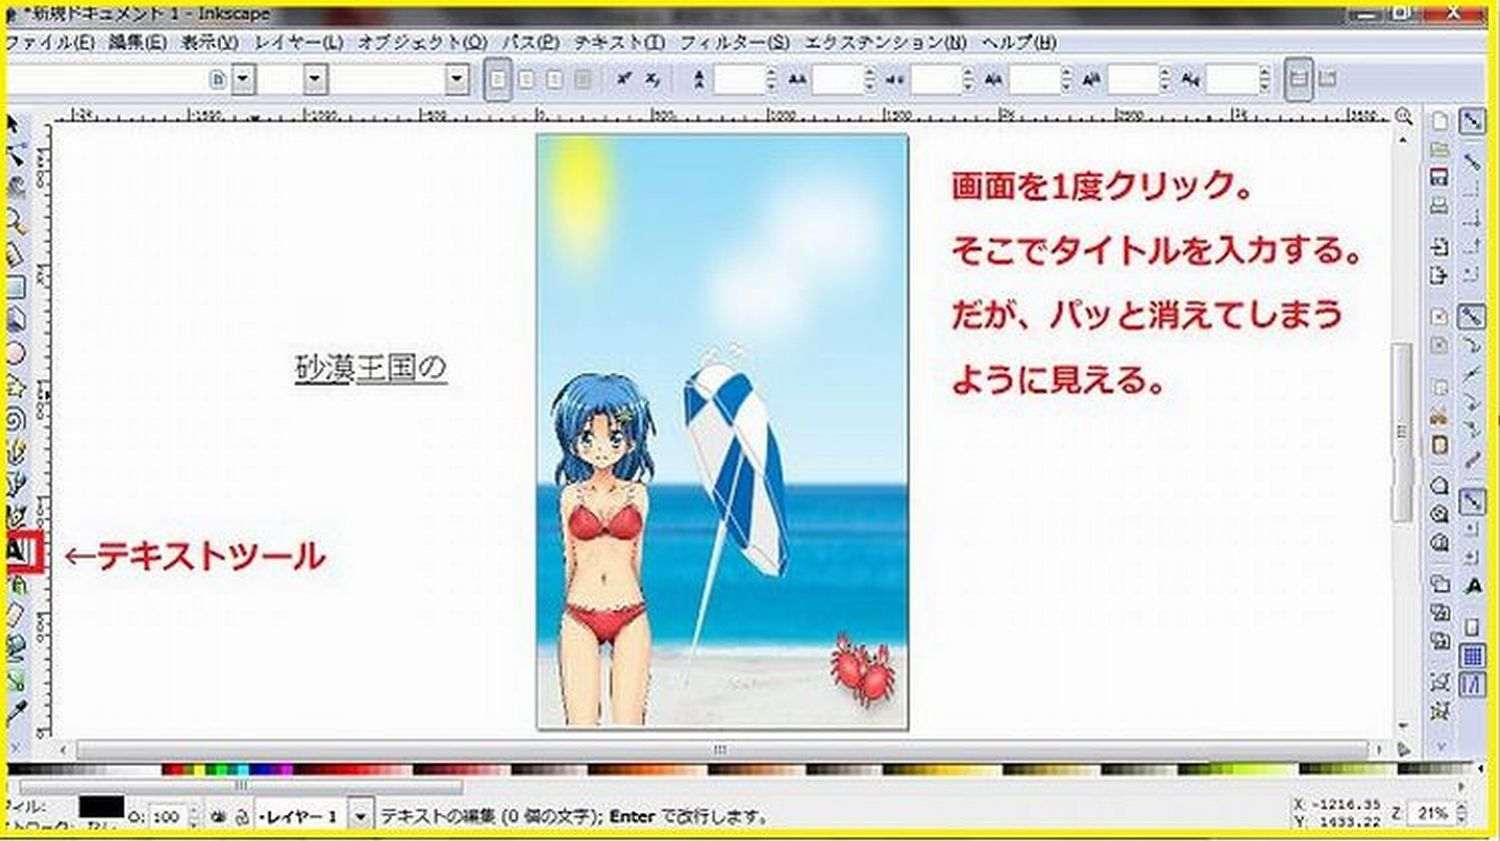 *新規ドキュメント 1 - Inkscape
ファイル(F) 編集(E) 表示(V) レイヤー(L) オブジェクト(O) パス(P) テキスト(T) フィルター(S) エクステンション(N) ヘルプ(H)
画面を1度クリック。
そこでタイトルを入力する。
だが、パッと消えてしまう
ように見える。
砂漠王国の
←テキストツール
O: 100 •レイヤー 1 テキストの編集 (0 個の文字); Enter で改行します。
X: -1216.35
Y: 1433.22
Z: 21%